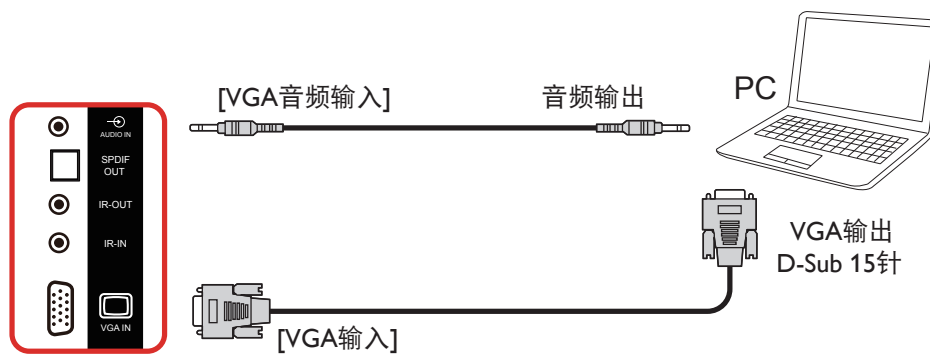 [VGA音频输入]
音频输出
PC
AUDIO IN
SPDIF
OUT
IR-OUT
IR-IN
VGA IN
VGA输出
D-Sub 15针
[VGA输入]